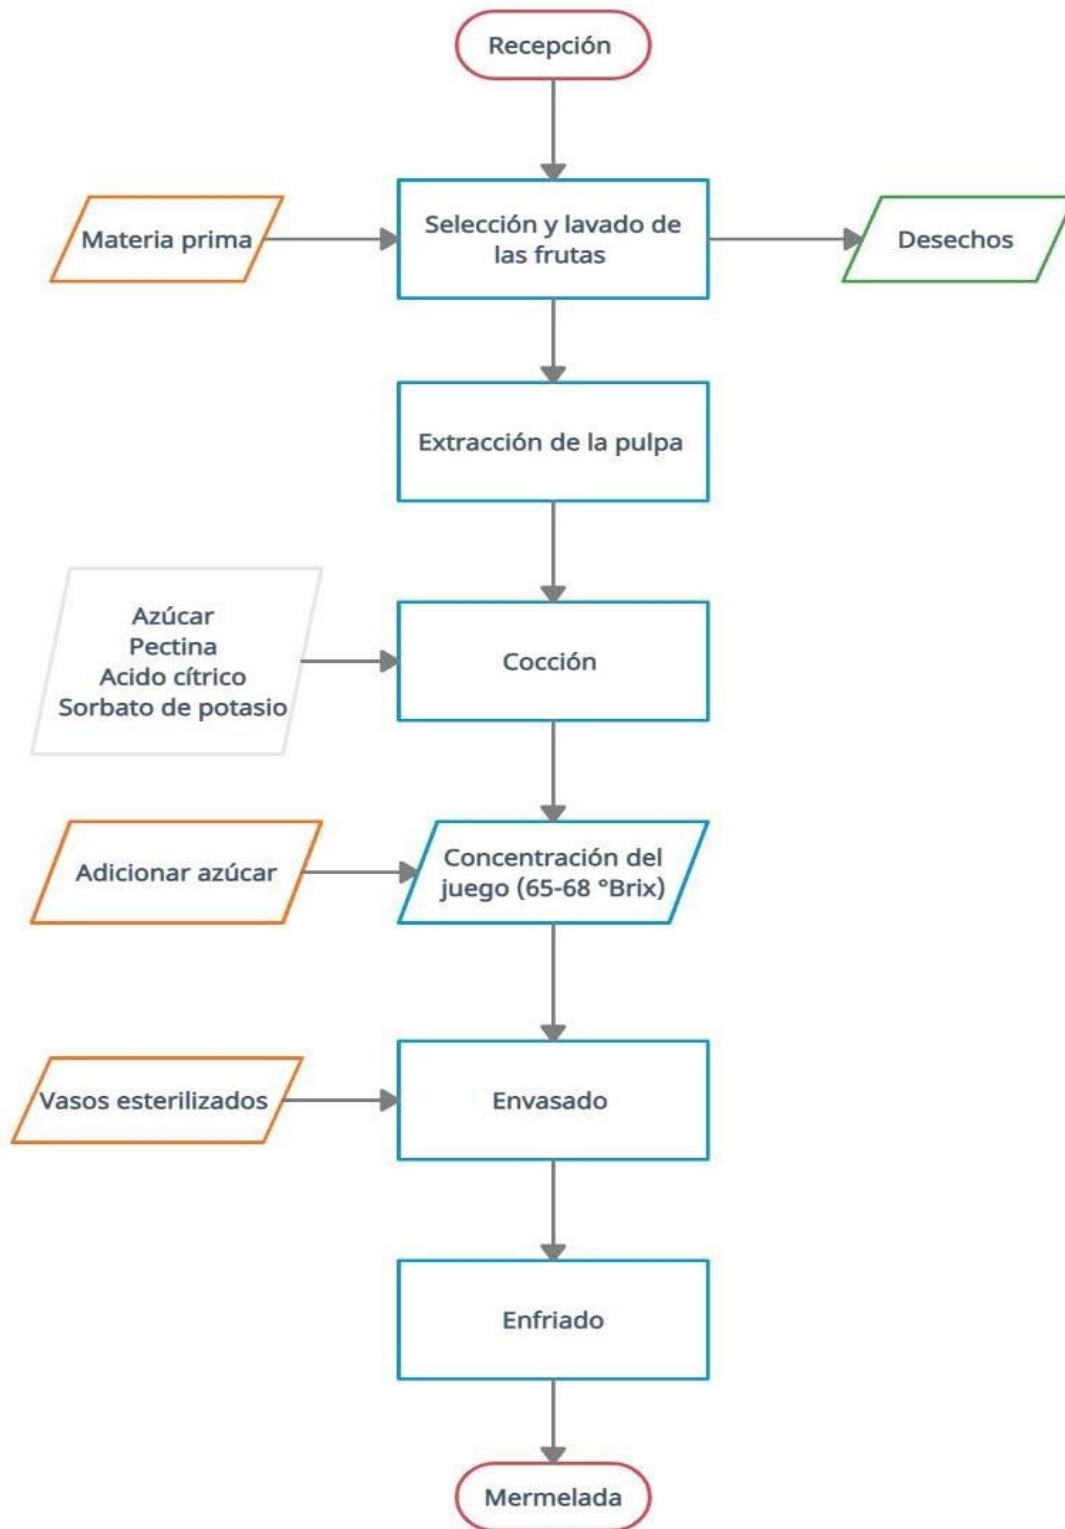 Recepción
Materia prima
Selección y lavado de
las frutas
Desechos
Extracción de la pulpa
Azúcar
Pectina
Acido cítrico
Sorbato de potasio
Cocción
Adicionar azúcar
Concentración del
juego (65-68 °Brix)
Vasos esterilizados
Envasado
Enfriado
Mermelada